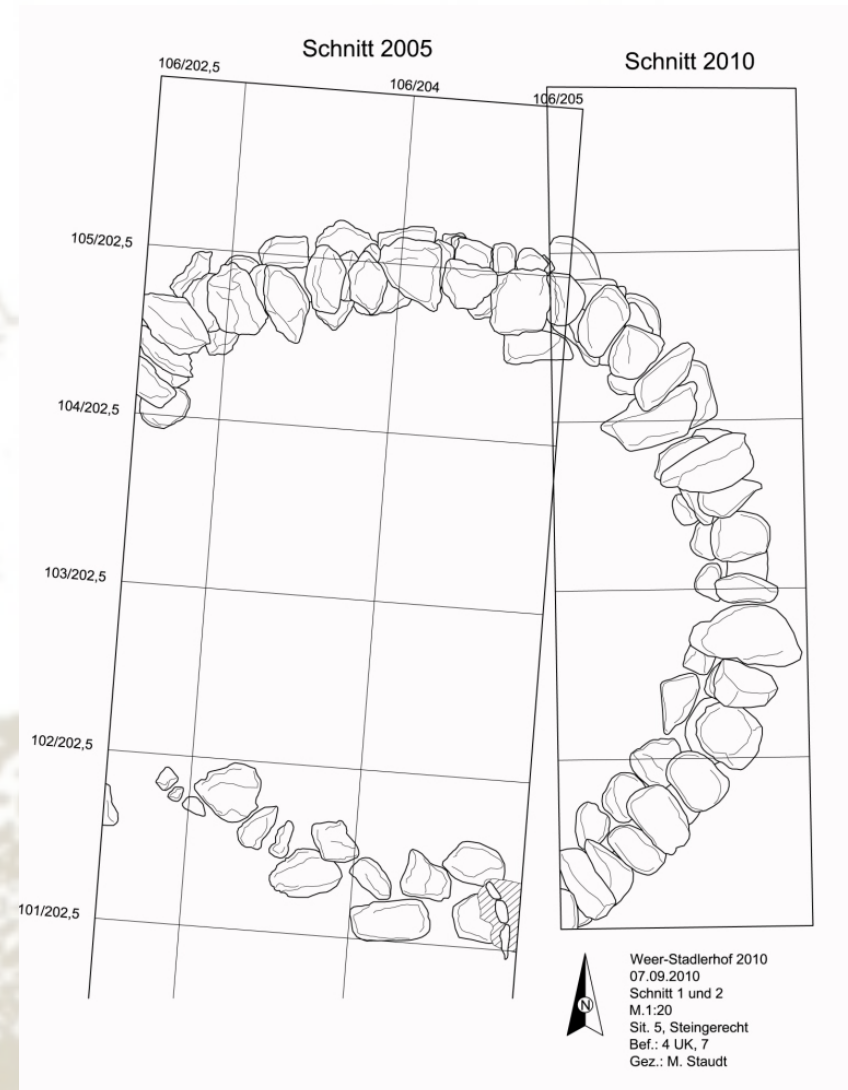 Schnitt 2005
Schnitt 2010
106/202,5
106/204
106/205
105/202,5
104/202,5
103/202,5
102/202,5
101/202,5
N
Weer-Stadlerhof 2010
07.09.2010
Schnitt 1 und 2
M.1:20
Sit. 5, Steingerecht
Bef.: 4 UK, 7
Gez.: M. Staudt